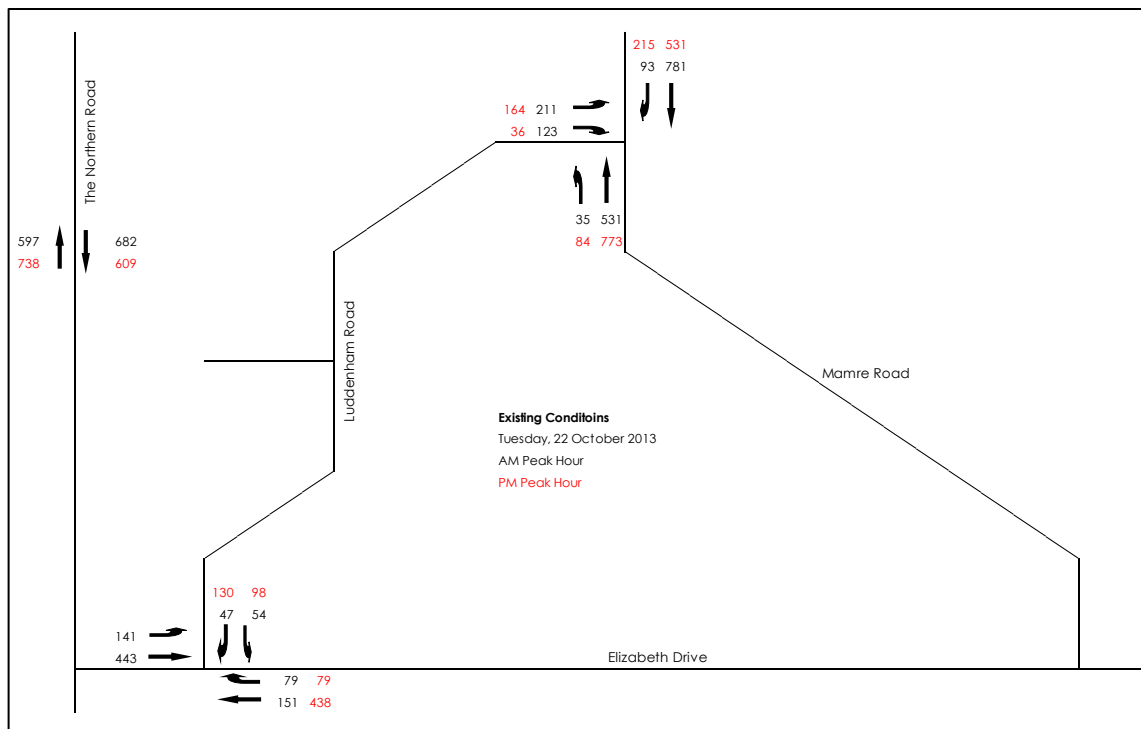 215 531
93 781
The Northern Road
164 211
36 123
35 531
84 773
597 682
738 609
Luddenham Road
Mamre Road
Existing Conditoins
Tuesday, 22 October 2013
AM Peak Hour
PM Peak Hour
130 98
47 54
141
443
Elizabeth Drive
79 79
151 438